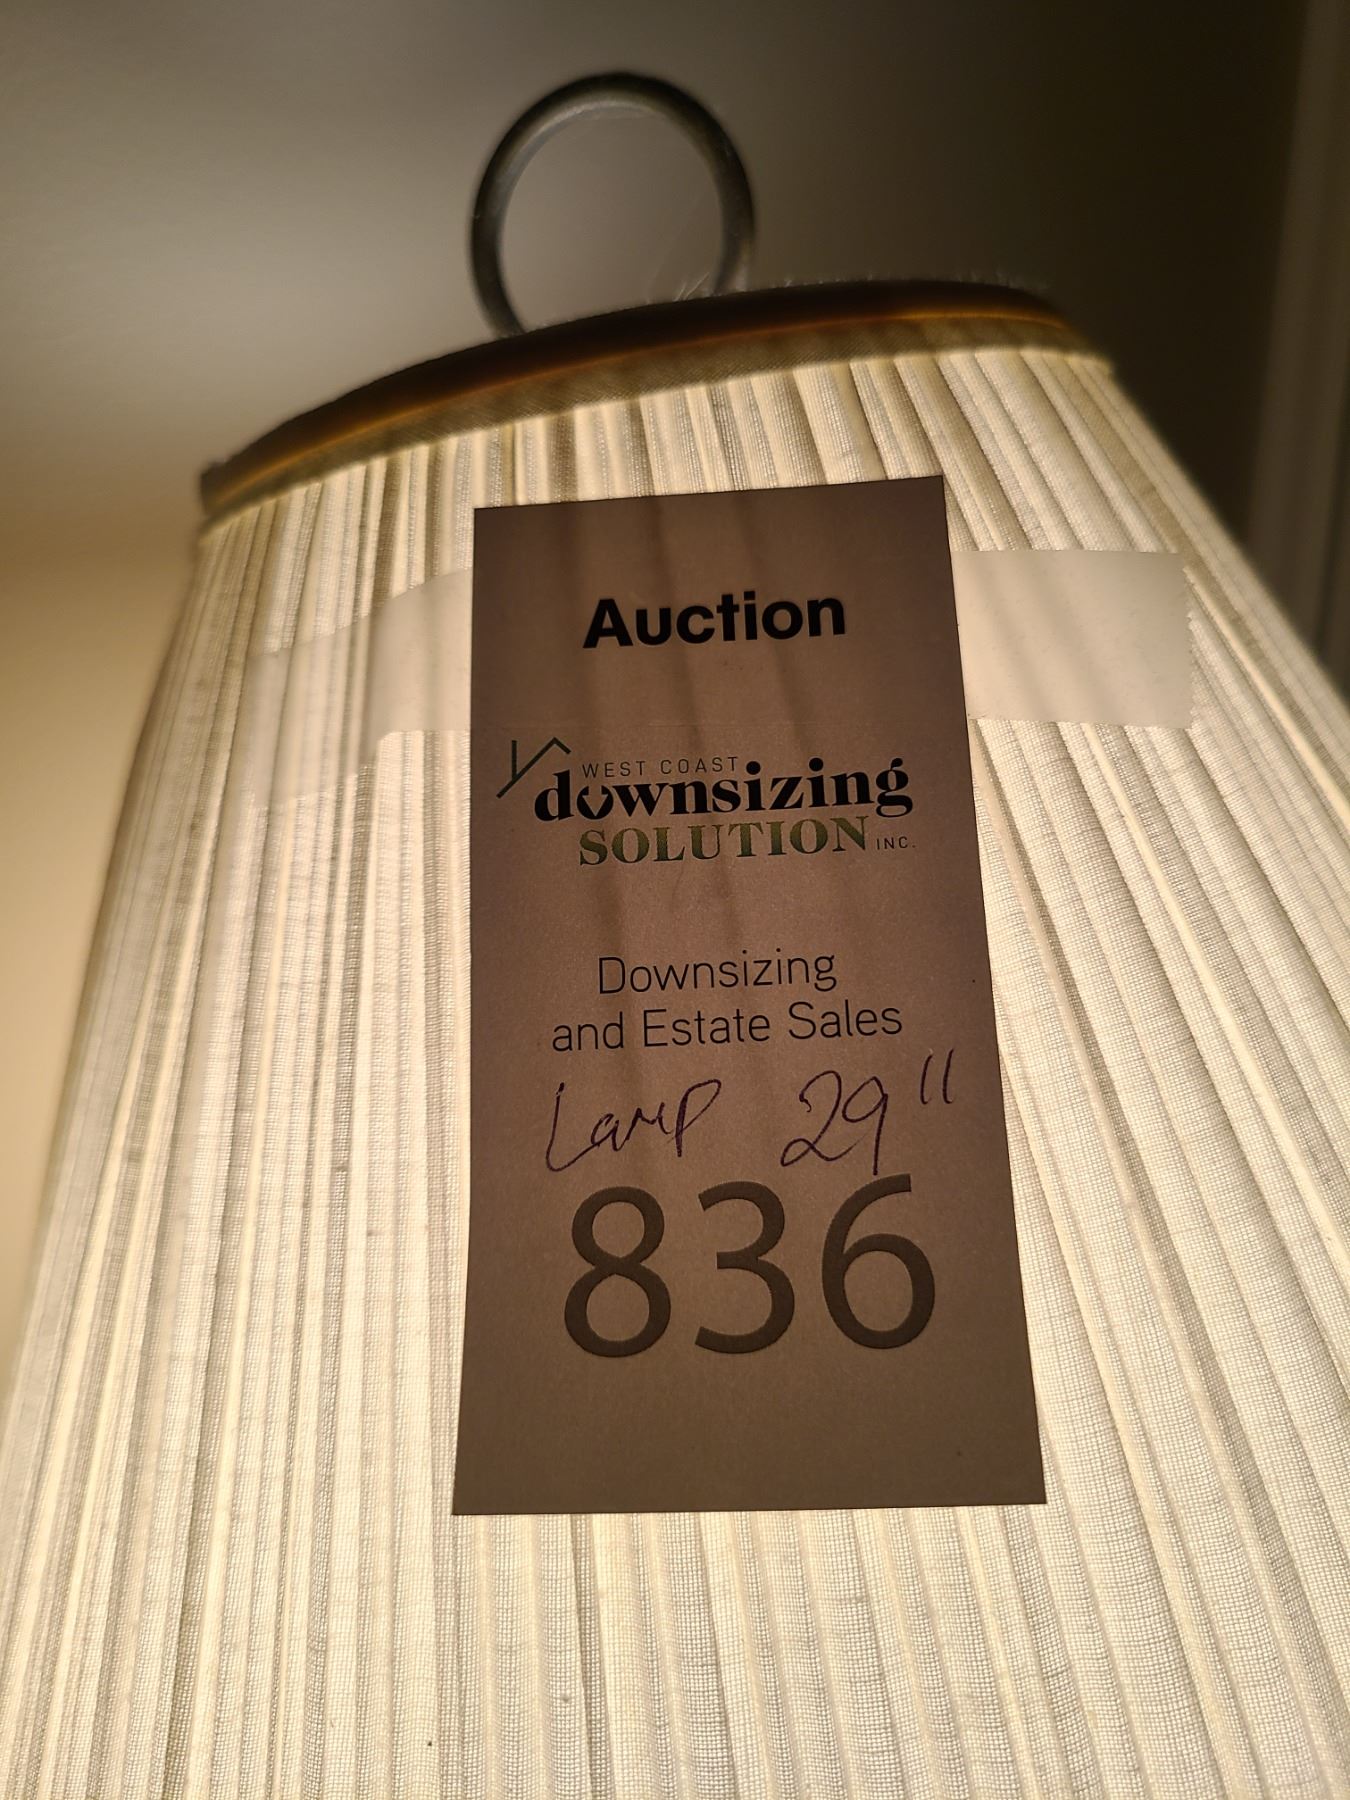 Auction
WEST COAST
downsizing
SOLUTION INC.
Downsizing
and Estate Sales
Lamp 29"
836